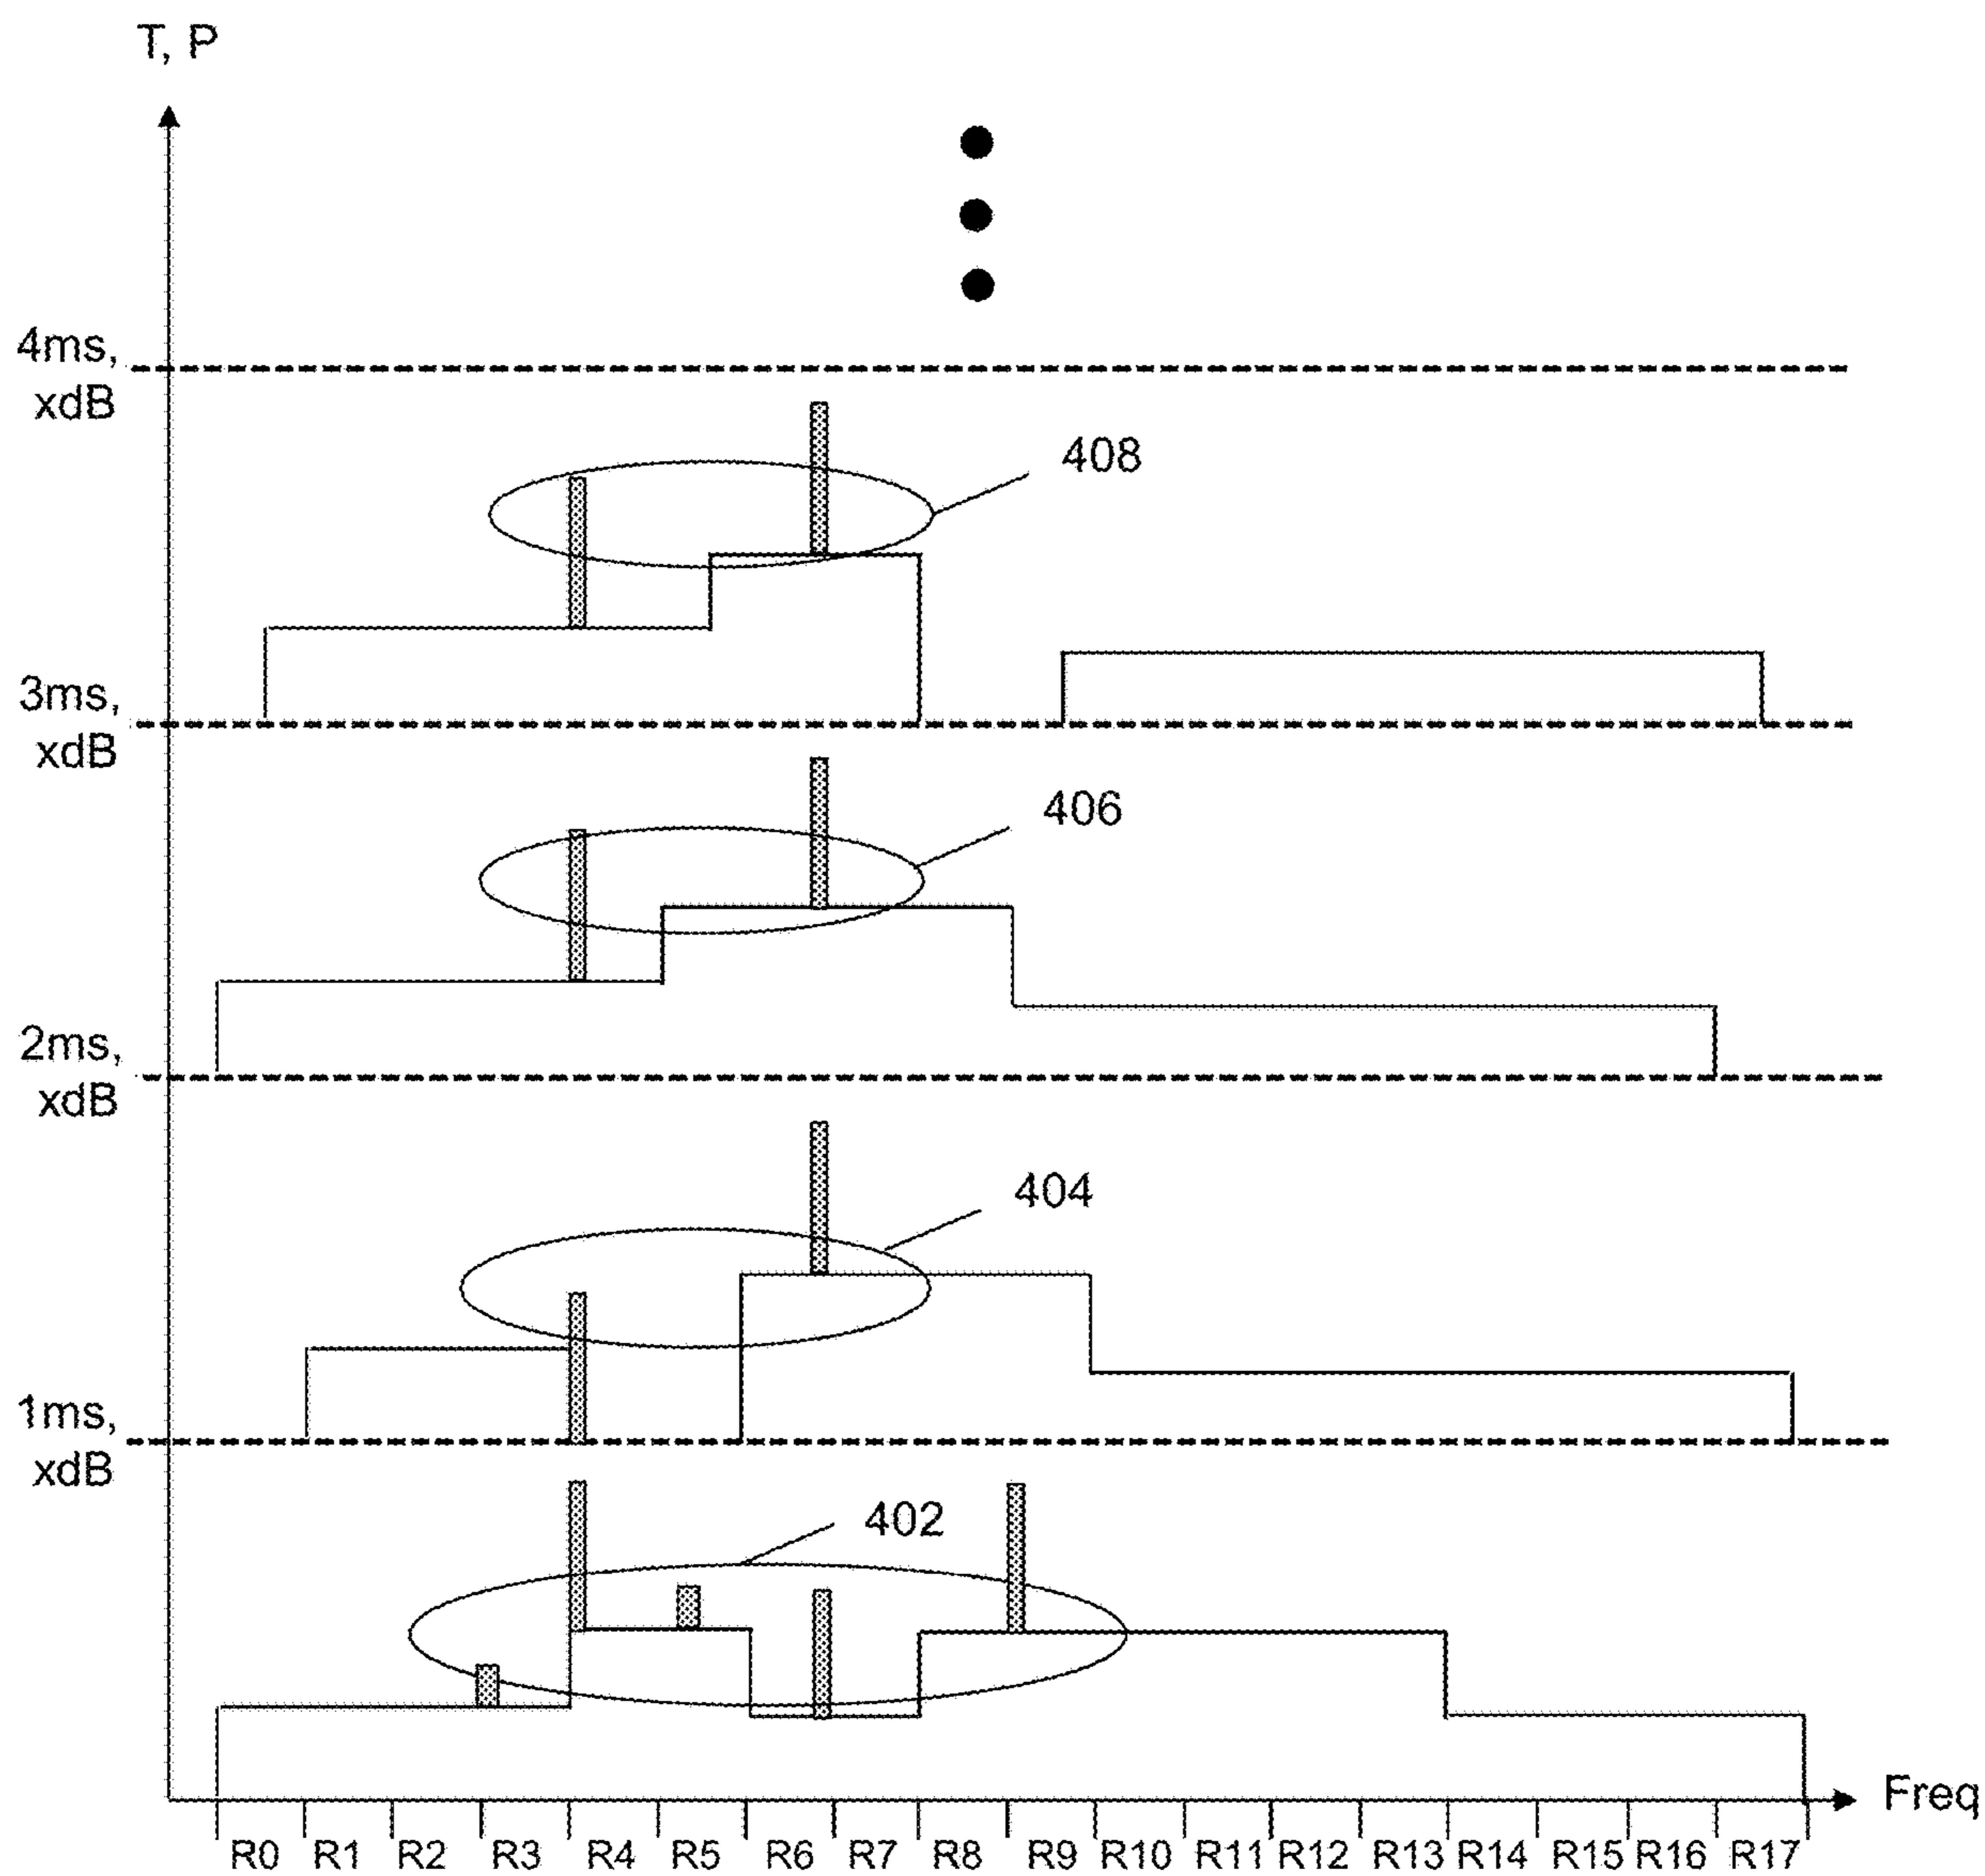 T, P
4ms,
xdB
408
3ms,
xdB
406
2ms,
xdB
404
1ms,
xdB
402
Freq
R0 R1 R2 R3 R4 R5 R6 R7 R8 R9 R10 R11 R12 R13 R14 R15 R16 R17